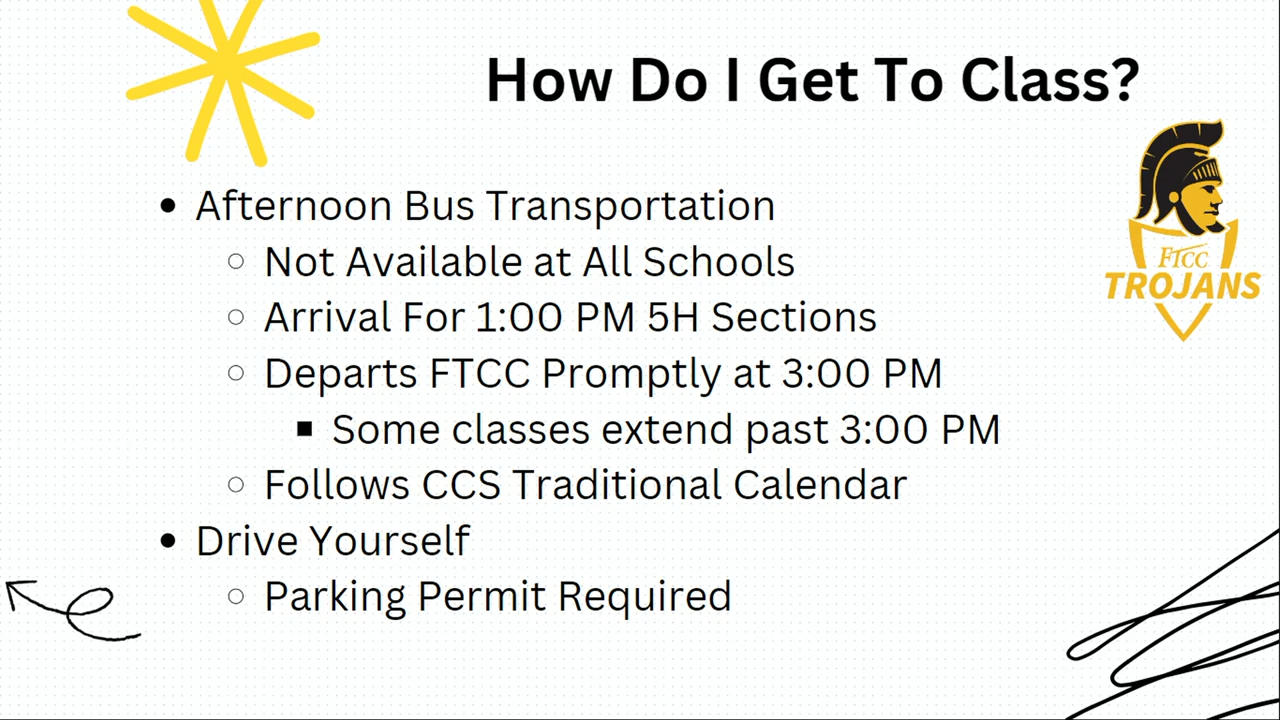 How Do I Get To Class?
Afternoon Bus Transportation
Not Available at All Schools
Arrival For 1:00 PM 5H Sections
Departs FTCC Promptly at 3:00 PM
Some classes extend past 3:00 PM
Follows CCS Traditional Calendar
Drive Yourself
Parking Permit Required
FTCC
TROJANS